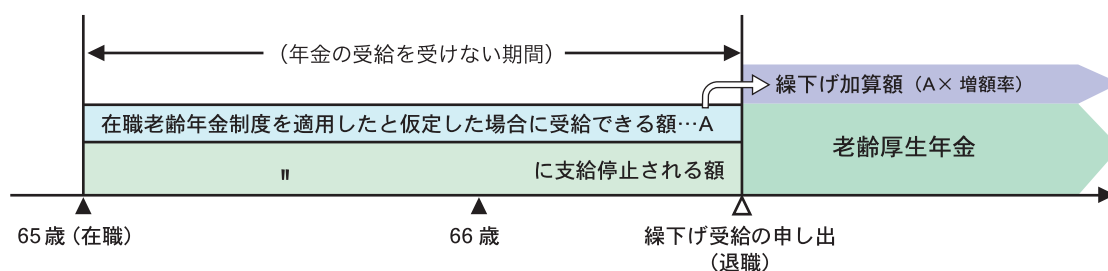 （年金の受給を受けない期間）
繰下げ加算額（A×増額率）
在職老齢年金制度を適用したと仮定した場合に受給できる額…A
老齢厚生年金
〃 に支給停止される額
65歳（在職）
66歳
繰下げ受給の申し出
（退職）